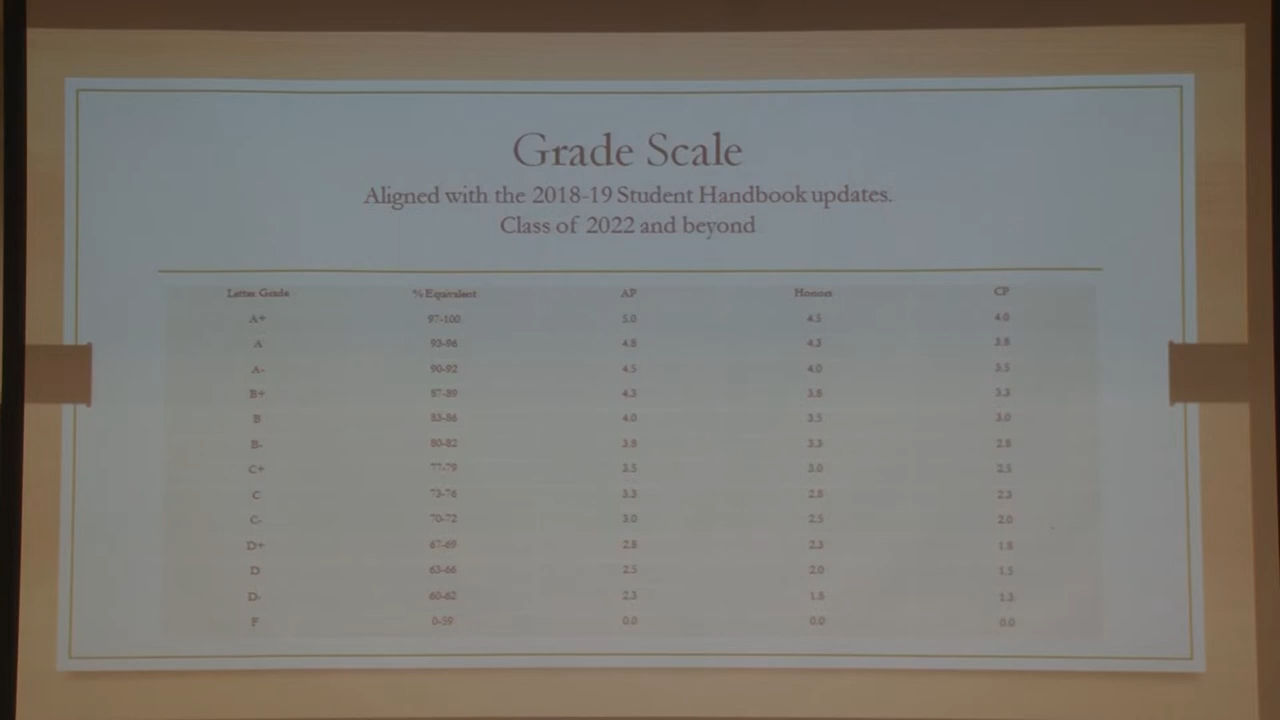 Grade Scale
Aligned with the 2018-19 Student Handbook updates.
Class of 2022 and beyond
Letter Grade % Equivalent AP Honors CP
A+ 97-100 5.0 4.5 4.0
A 93-96 4.8 4.3 3.8
A- 90-92 4.5 4.0 3.5
B+ 87-89 4.3 3.8 3.3
B 83-86 4.0 3.5 3.0
B- 80-82 3.8 3.3 2.8
C+ 77-79 3.5 3.0 2.5
C 73-76 3.3 2.8 2.3
C- 70-72 3.0 2.5 2.0
D+ 67-69 2.8 2.3 1.8
D 63-66 2.5 2.0 1.5
D- 60-62 2.3 1.8 1.3
F 0-59 0.0 0.0 0.0